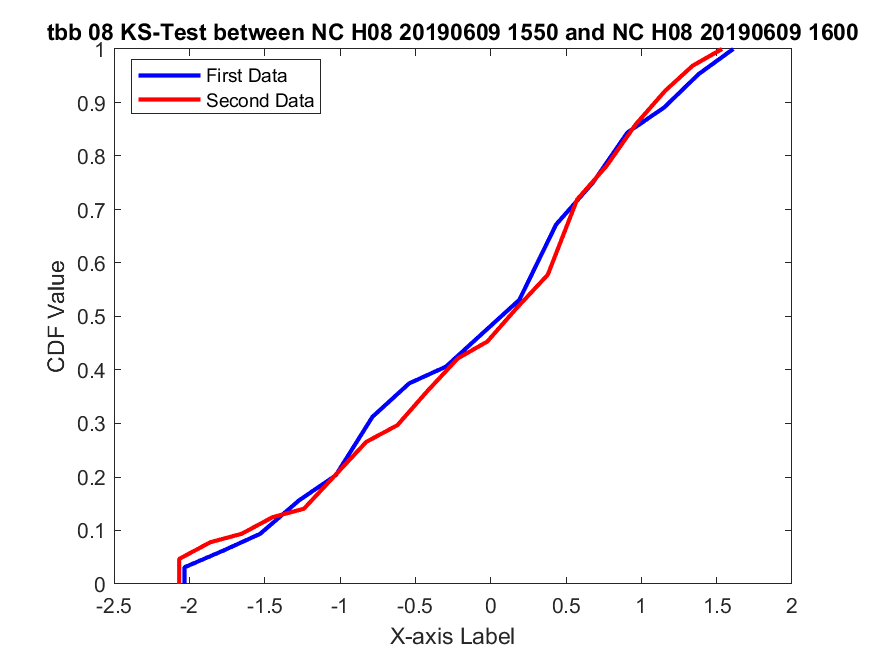 tbb 08 KS-Test between NC H08 20190609 1550 and NC H08 20190609 1600
First Data
Second Data
1
0.9
0.8
0.7
0.6
0.5
0.4
0.3
0.2
0.1
0
CDF Value
-2.5 -2 -1.5 -1 -0.5 0 0.5 1 1.5 2
X-axis Label